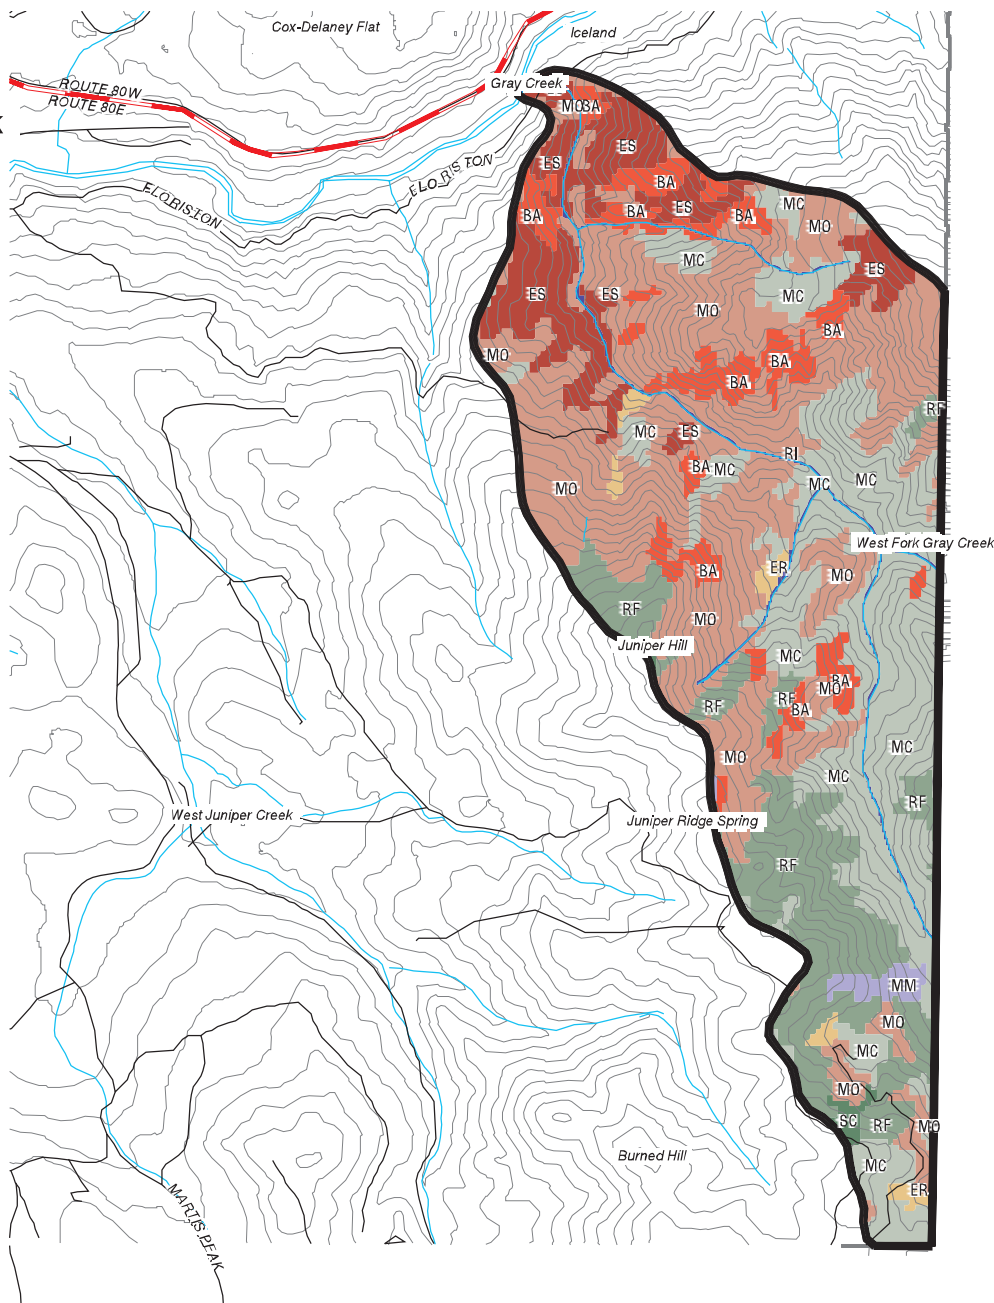 Cox-Delaney Flat
Iceland
Gray Creek
ROUTE 80W
ROUTE 80E
MO
BA
ES
ES
FLORISTON
BA
FLORISTON
BA
BA
ES
BA
MC
MO
MC
ES
ES
ES
MC
MO
BA
MO
BA
BA
RF
MC
ES
RI
BA
MC
MC
MC
MO
West Fork Gray Creek
BA
ER
MO
RF
MO
Juniper Hill
MC
BA
MO
RF
RF
BA
MC
MO
MC
RF
West Juniper Creek
Juniper Ridge Spring
RF
MM
MO
MC
MO
SC
RF
MO
Burned Hill
MC
ER
MARTIS PEAK